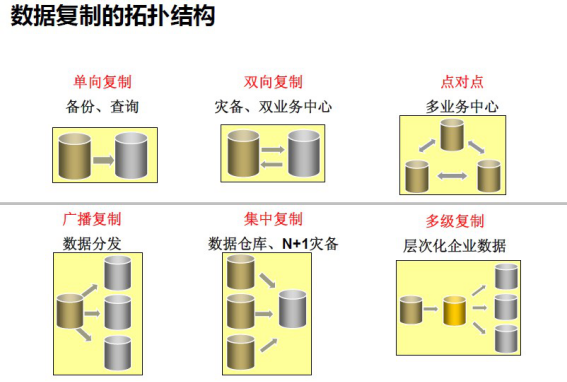 数据复制的拓扑结构
单向复制
备份、查询
双向复制
灾备、双业务中心
点对点
多业务中心
广播复制
数据分发
集中复制
数据仓库、N+1灾备
多级复制
层次化企业数据